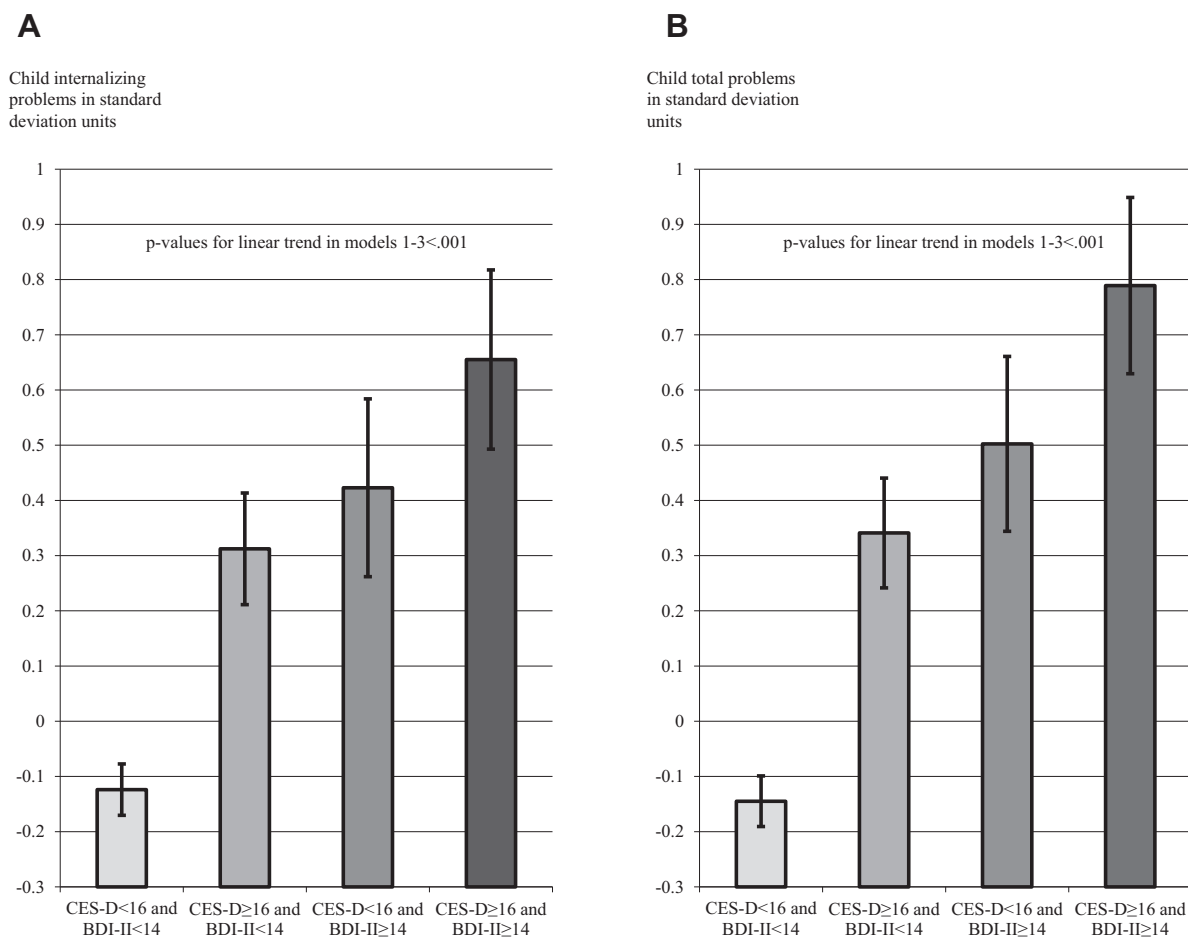 A
Child internalizing
problems in standard
deviation units
1
0.9
0.8
0.7
0.6
0.5
0.4
0.3
0.2
0.1
0
-0.1
-0.2
-0.3
p-values for linear trend in models 1-3<.001
CES-D<16 and
BDI-II<14
CES-D≥16 and
BDI-II<14
CES-D<16 and
BDI-II≥14
CES-D≥16 and
BDI-II≥14
B
Child total problems
in standard deviation
units
1
0.9
0.8
0.7
0.6
0.5
0.4
0.3
0.2
0.1
0
-0.1
-0.2
-0.3
p-values for linear trend in models 1-3<.001
CES-D<16 and
BDI-II<14
CES-D≥16 and
BDI-II<14
CES-D<16 and
BDI-II≥14
CES-D≥16 and
BDI-II≥14